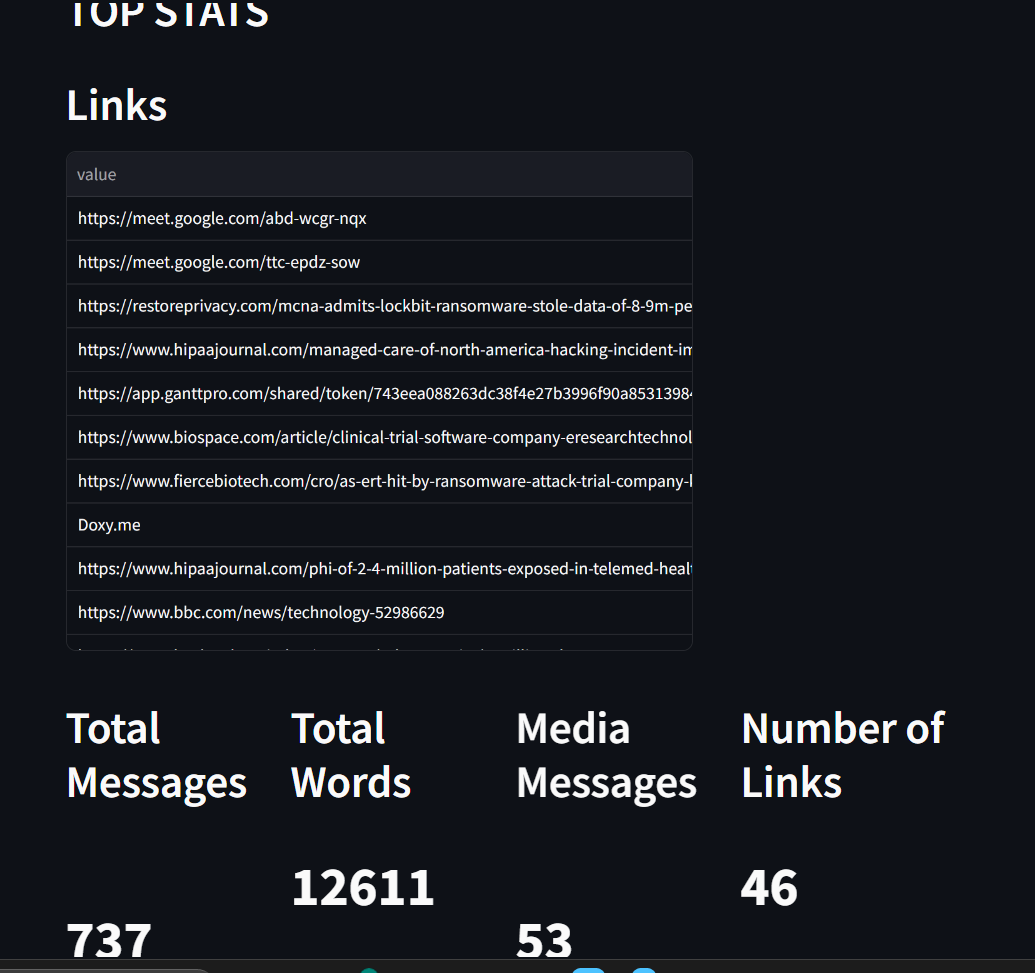 TOP STATS
Links
value
https://meet.google.com/abd-wcgr-nqx
https://meet.google.com/ttc-epdz-sow
https://restoreprivacy.com/mcna-admits-lockbit-ransomware-stole-data-of-8-9m-pe
https://www.hipaajournal.com/managed-care-of-north-america-hacking-incident-im
https://app.ganttpro.com/shared/token/743eea088263dc38f4e27b3996f90a85313984
https://www.biospace.com/article/clinical-trial-software-company-eresearchtechnol
https://www.fiercebiotech.com/cro/as-ert-hit-by-ransomware-attack-trial-company-
Doxy.me
https://www.hipaajournal.com/phi-of-2-4-million-patients-exposed-in-telemed-heal
https://www.bbc.com/news/technology-52986629
Total Messages
Total Words
Media Messages
Number of Links
737
12611
53
46